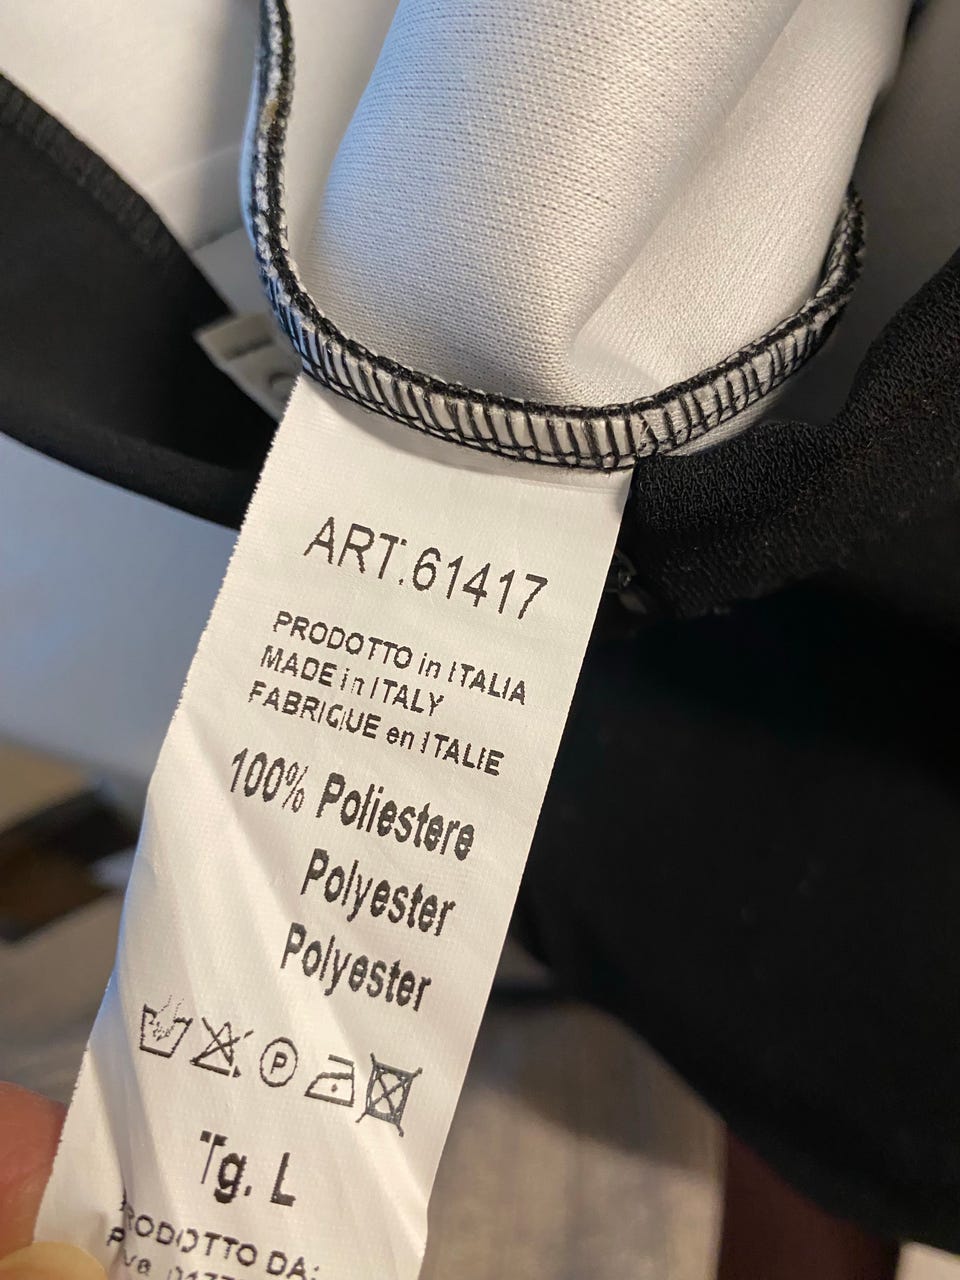 ART.61417
PRODOTTO in ITALIA
MADE in ITALY
FABRIQUE en ITALIE
100% Poliestere
Polyester
Polyester
P
Tg. L
PRODOTTO DA: